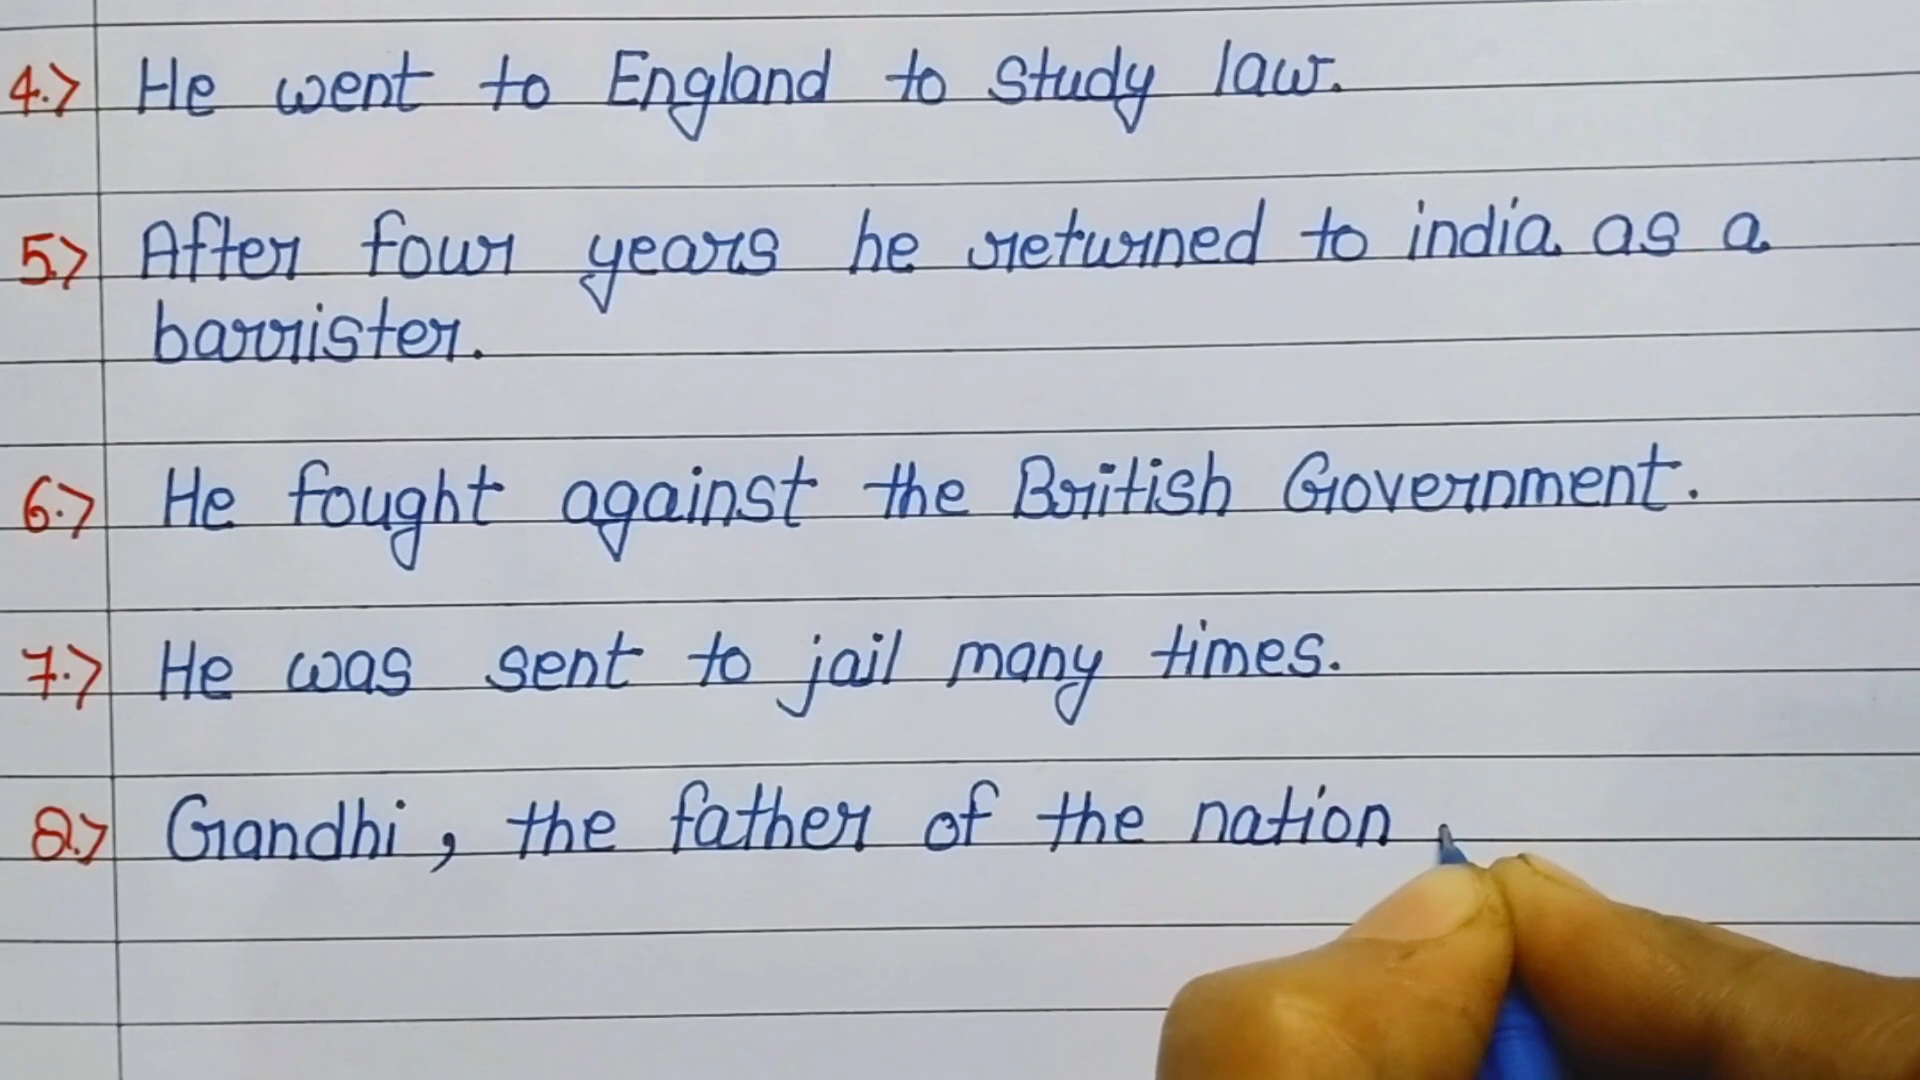 4.> He went to England to study law.
5.> After four years he returned to india as a
barrister.
6.> He fought against the British Government.
7.> He was sent to jail many times.
8.> Gandhi, the father of the nation